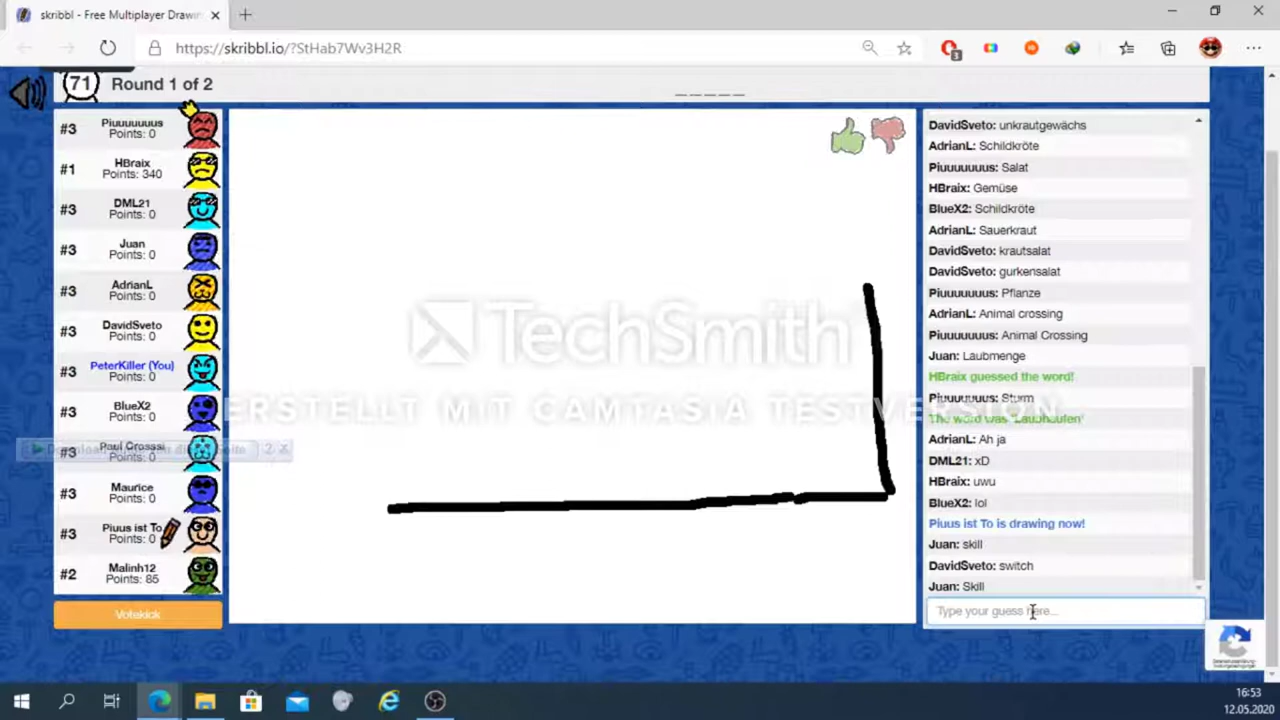 skribbl - Free Multiplayer Drawin
https://skribbl.io/?StHab7Wv3H2R
3
71 Round 1 of 2
_ _ _ _ _
#3 Piuuuuuuus Points: 0
#1 HBraix Points: 340
#3 DML21 Points: 0
#3 Juan Points: 0
#3 AdrianL Points: 0
#3 DavidSveto Points: 0
#3 PeterKiller (You) Points: 0
#3 BlueX2 Points: 0
#3 Paul Crosssi Points: 0
#3 Maurice Points: 0
#3 Piuus ist To Points: 0
#2 Malinh12 Points: 85
Votekick
TechSmith
ERSTELLT MIT CAMTASIA TESTVERSION
DavidSveto: unkrautgewächs
AdrianL: Schildkröte
Piuuuuuuus: Salat
HBraix: Gemüse
BlueX2: Schildkröte
AdrianL: Sauerkraut
DavidSveto: krautsalat
DavidSveto: gurkensalat
Piuuuuuuus: Pflanze
AdrianL: Animal crossing
Piuuuuuuus: Animal Crossing
Juan: Laubmenge
HBraix guessed the word!
Piuuuuuuus: Sturm
The word was 'Laubhaufen'
AdrianL: Ah ja
DML21: xD
HBraix: uwu
BlueX2: lol
Piuus ist To is drawing now!
Juan: skill
DavidSveto: switch
Juan: Skill
Type your guess here...
16:53
12.05.2020